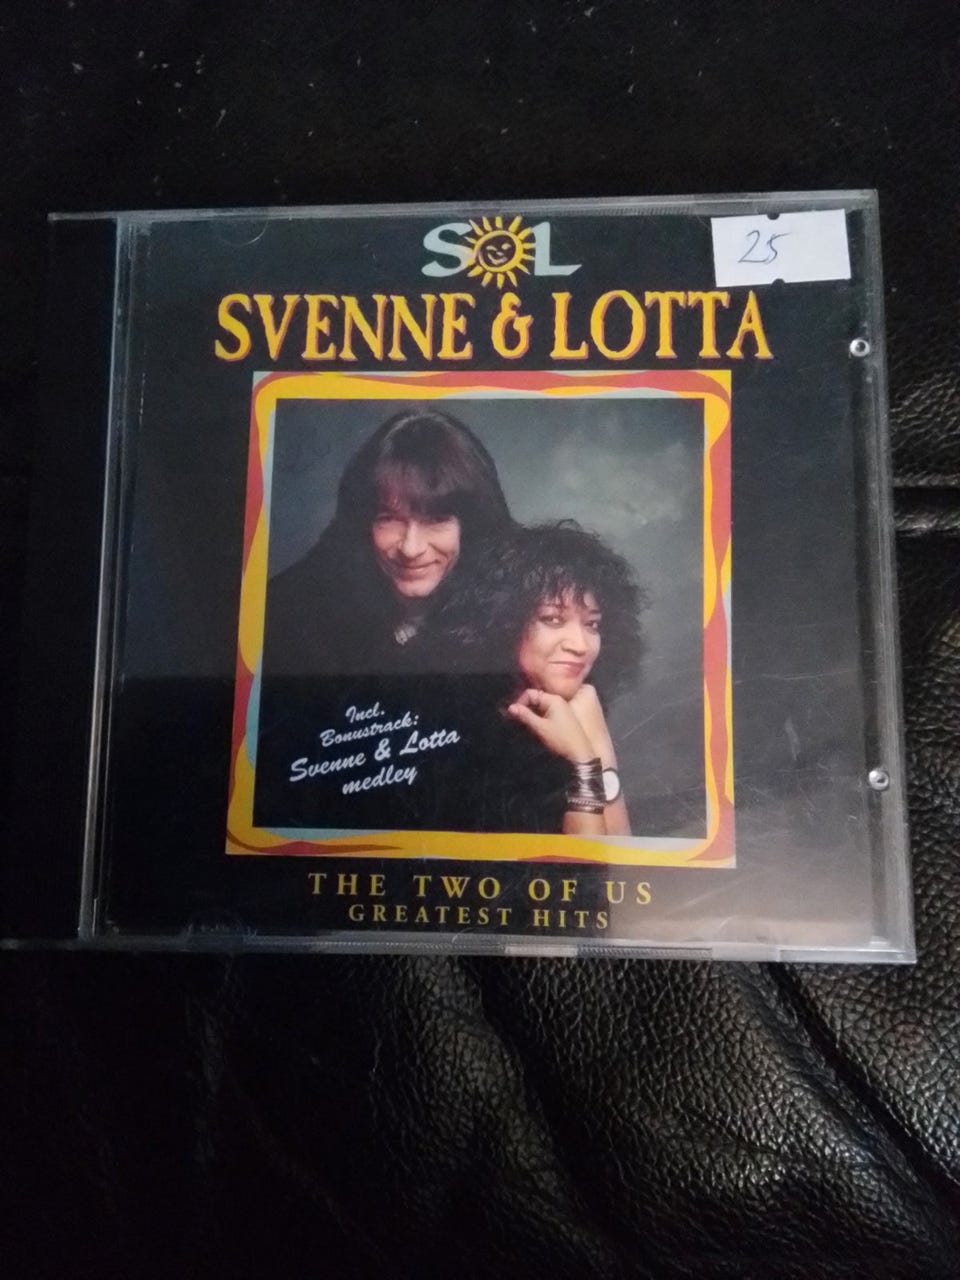 SOL
25
SVENNE & LOTTA
Incl.
Bonustrack:
Svenne & Lotta
medley
THE TWO OF US
GREATEST HITS